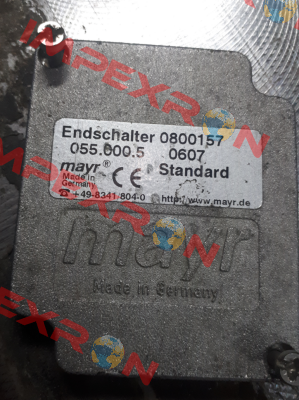 Endschalter 0800157
055.000.5 0607
mayr® Standard
Made in
Germany
CE
☎ +49-8341/804-0 http://www.mayr.de
mayr
Made in Germany
IMPEXRON
IMPEXRON
IMPEXRON
IMPEXRON